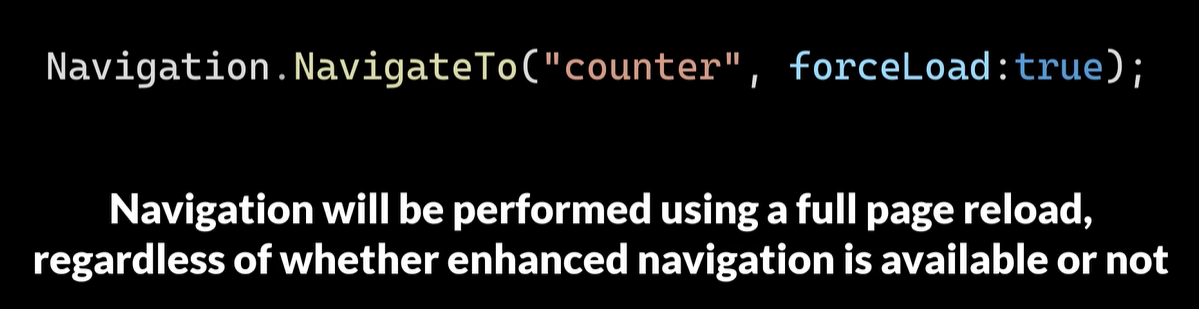 Navigation.NavigateTo("counter", forceLoad:true);
Navigation will be performed using a full page reload,
regardless of whether enhanced navigation is available or not